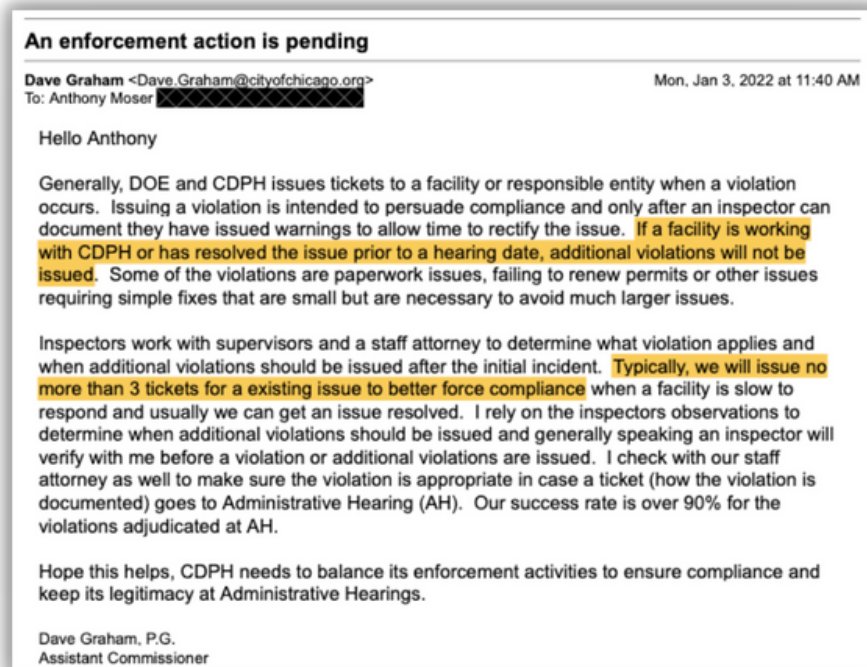 An enforcement action is pending
Dave Graham <Dave.Graham@cityofchicago.org> Mon, Jan 3, 2022 at 11:40 AM
To: Anthony Moser
Hello Anthony
Generally, DOE and CDPH issues tickets to a facility or responsible entity when a violation
occurs. Issuing a violation is intended to persuade compliance and only after an inspector can
document they have issued warnings to allow time to rectify the issue. If a facility is working
with CDPH or has resolved the issue prior to a hearing date, additional violations will not be
issued. Some of the violations are paperwork issues, failing to renew permits or other issues
requiring simple fixes that are small but are necessary to avoid much larger issues.
Inspectors work with supervisors and a staff attorney to determine what violation applies and
when additional violations should be issued after the initial incident. Typically, we will issue no
more than 3 tickets for a existing issue to better force compliance when a facility is slow to
respond and usually we can get an issue resolved. I rely on the inspectors observations to
determine when additional violations should be issued and generally speaking an inspector will
verify with me before a violation or additional violations are issued. I check with our staff
attorney as well to make sure the violation is appropriate in case a ticket (how the violation is
documented) goes to Administrative Hearing (AH). Our success rate is over 90% for the
violations adjudicated at AH.
Hope this helps, CDPH needs to balance its enforcement activities to ensure compliance and
keep its legitimacy at Administrative Hearings.
Dave Graham, P.G.
Assistant Commissioner